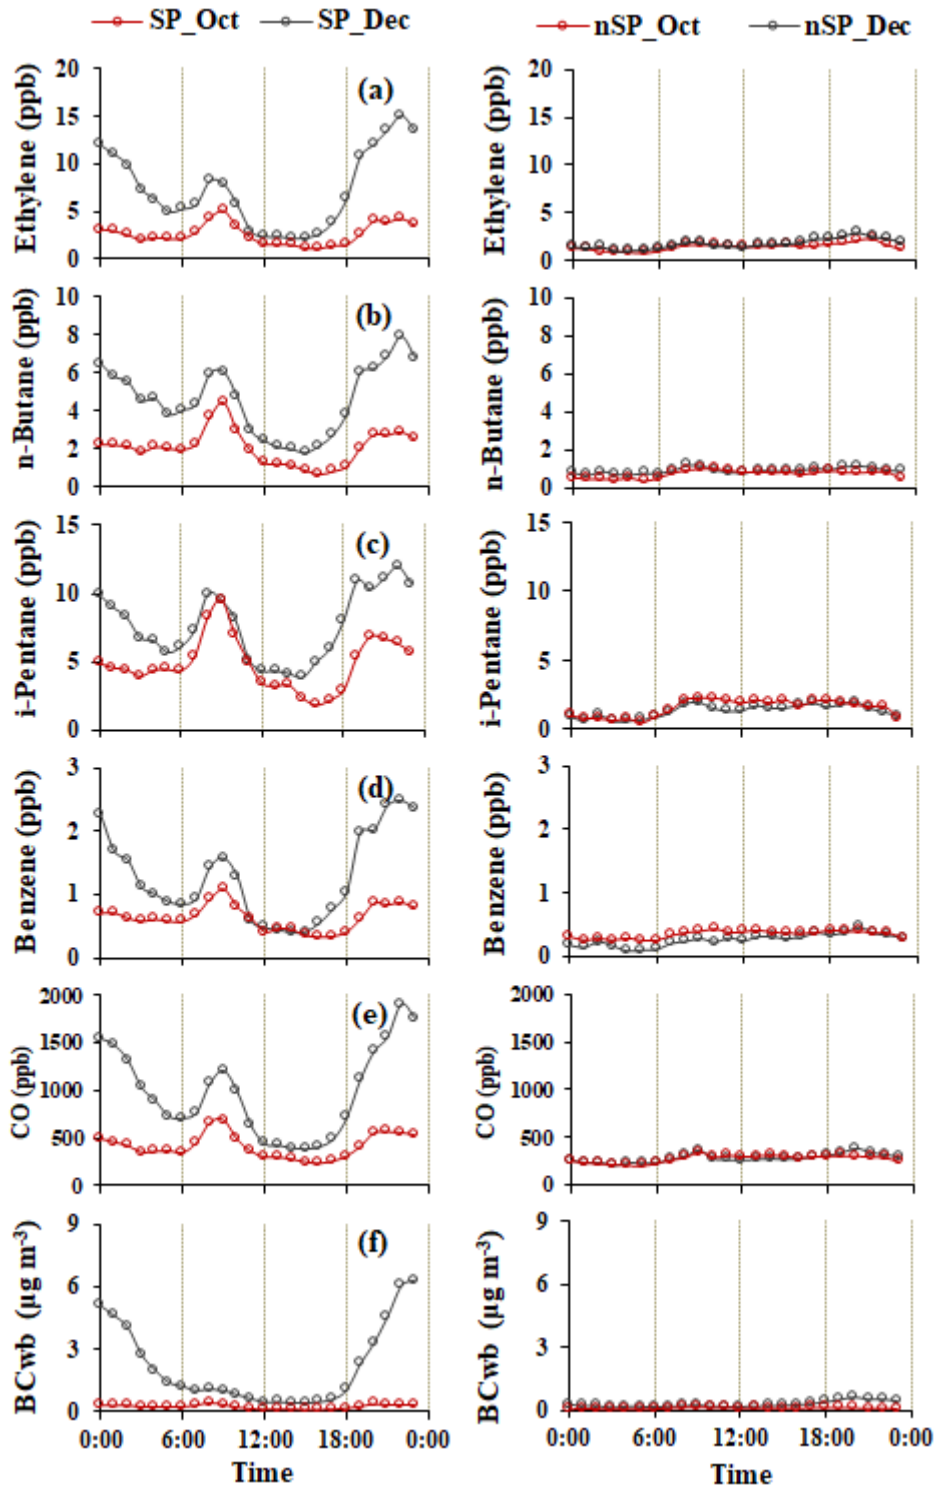 SP_Oct SP_Dec nSP_Oct nSP_Dec
(a)
Ethylene (ppb)
20
15
10
5
0
Ethylene (ppb)
20
15
10
5
0
(b)
n-Butane (ppb)
10
8
6
4
2
0
n-Butane (ppb)
10
8
6
4
2
0
(c)
i-Pentane (ppb)
15
10
5
0
i-Pentane (ppb)
15
10
5
0
(d)
Benzene (ppb)
3
2
1
0
Benzene (ppb)
3
2
1
0
(e)
CO (ppb)
2000
1500
1000
500
0
CO (ppb)
2000
1500
1000
500
0
(f)
BCwb (µg m-3)
9
6
3
0
0:00 6:00 12:00 18:00 0:00
Time
BCwb (µg m-3)
9
6
3
0
0:00 6:00 12:00 18:00 0:00
Time